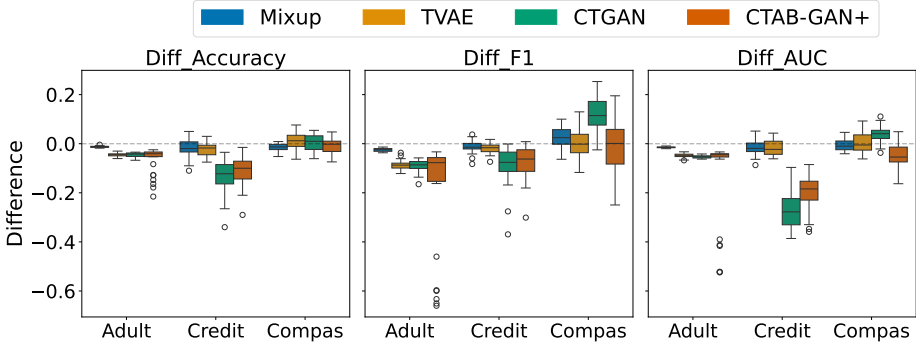 Mixup TVAE CTGAN CTAB-GAN+
Diff_Accuracy Diff_F1 Diff_AUC
Difference
0.2
0.0
−0.2
−0.4
−0.6
Adult Credit Compas Adult Credit Compas Adult Credit Compas